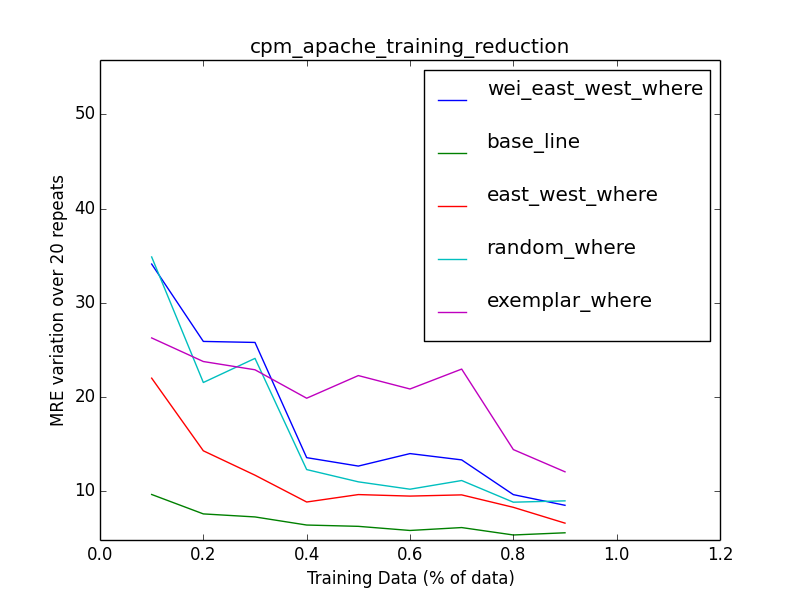 cpm_apache_training_reduction
wei_east_west_where
base_line
east_west_where
random_where
exemplar_where
MRE variation over 20 repeats
50
40
30
20
10
0.0 0.2 0.4 0.6 0.8 1.0 1.2
Training Data (% of data)